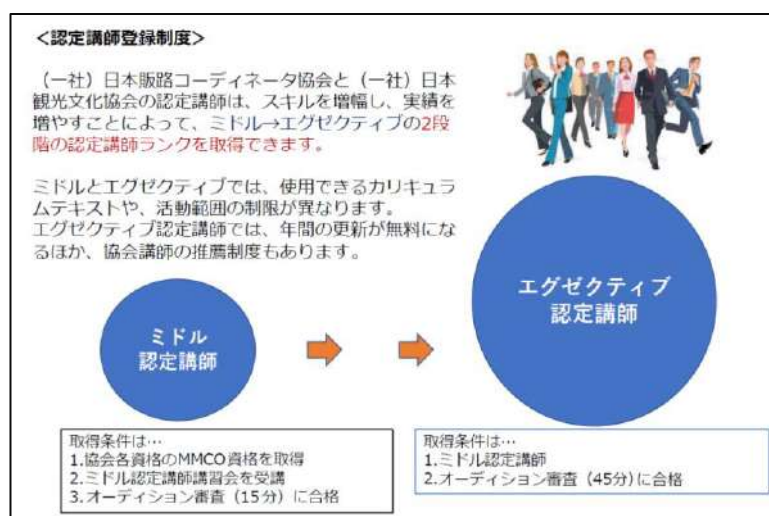 ＜認定講師登録制度＞
（一社）日本販路コーディネータ協会と（一社）日本
観光文化協会の認定講師は、スキルを増幅し、実績を
増やすことによって、ミドル→エグゼクティブの2段
階の認定講師ランクを取得できます。
ミドルとエグゼクティブでは、使用できるカリキュラ
ムテキストや、活動範囲の制限が異なります。
エグゼクティブ認定講師では、年間の更新が無料にな
るほか、協会講師の推薦制度もあります。
ミドル
認定講師
エグゼクティブ
認定講師
取得条件は…
1.協会各資格のMMCO資格を取得
2.ミドル認定講師講習会を受講
3.オーディション審査（15分）に合格
取得条件は…
1.ミドル認定講師
2.オーディション審査（45分）に合格